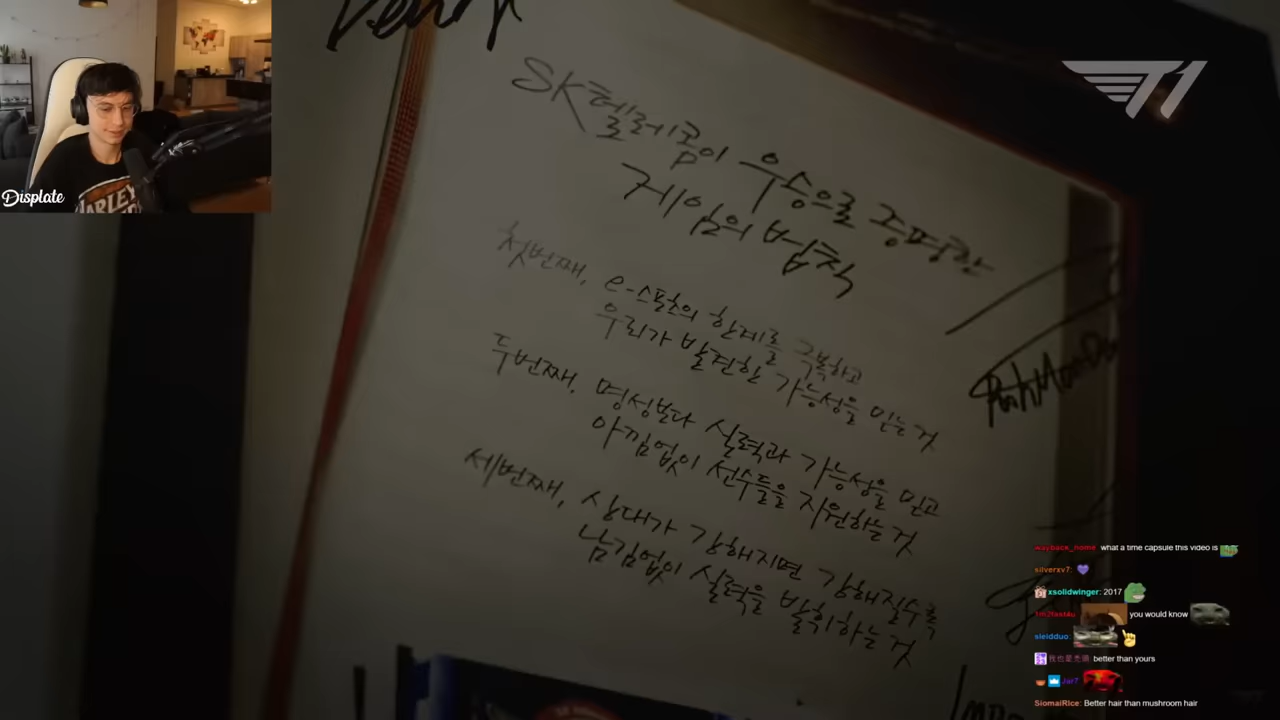 T1
Displate
SK텔레콤이 우승으로 증명한
게임의 법칙
첫번째, e-스포츠의 한계를 극복하고
우리가 발견한 가능성을 믿는 것
두번째, 명성보다 실력과 가능성을 믿고
아낌없이 선수들을 지원하는 것
세번째, 상대가 강해지면 강해질수록
남김없이 실력을 발휘하는 것
wayback_home: what a time capsule this video is
silverxv7:
xsolidwinger: 2017
you would know
sleidduo:
better than yours
Jar7
SiomaiRice: Better hair than mushroom hair